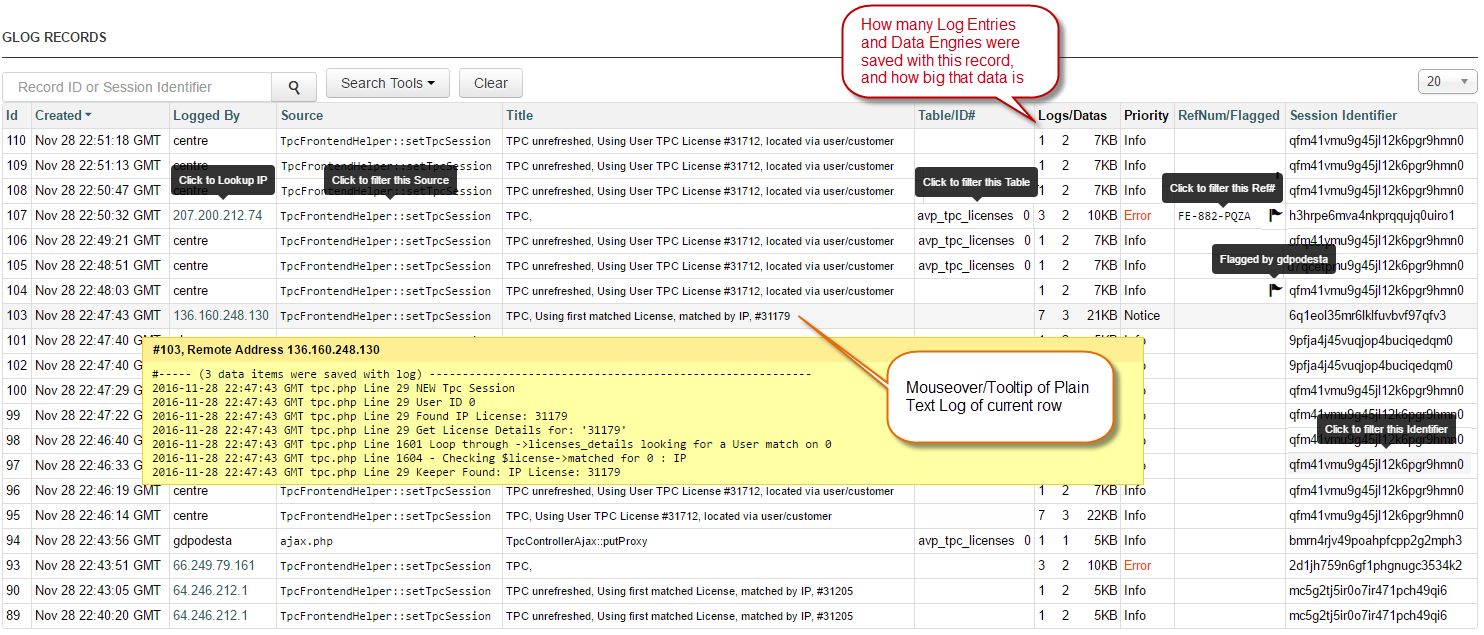 How many Log Entries
and Data Engries were
saved with this record,
and how big that data is
GLOG RECORDS
Record ID or Session Identifier Search Tools Clear 20
Id Created Logged By Source Title Table/ID# Logs/Datas Priority RefNum/Flagged Session Identifier
110 Nov 28 22:51:18 GMT centre TpcFrontendHelper::setTpcSession TPC unrefreshed, Using User TPC License #31712, located via user/customer 1 2 7KB Info qfm41vmu9g45jl12k6pgr9hmn0
109 Nov 28 22:51:13 GMT centre TpcFrontendHelper::setTpcSession TPC unrefreshed, Using User TPC License #31712, located via user/customer 1 2 7KB Info qfm41vmu9g45jl12k6pgr9hmn0
Click to Lookup IP Click to filter this Source Click to filter this Table Click to filter this Ref#
108 Nov 28 22:50:47 GMT centre TpcFrontendHelper::setTpcSession TPC unrefreshed, Using User TPC License #31712, located via user/customer 1 2 7KB Info qfm41vmu9g45jl12k6pgr9hmn0
107 Nov 28 22:50:32 GMT 207.200.212.74 TpcFrontendHelper::setTpcSession TPC, avp_tpc_licenses 0 3 2 10KB Error FE-882-PQZA h3hrpe6mva4nkprqqujq0uiro1
106 Nov 28 22:49:21 GMT centre TpcFrontendHelper::setTpcSession TPC unrefreshed, Using User TPC License #31712, located via user/customer avp_tpc_licenses 0 1 2 7KB Info qfm41vmu9g45jl12k6pgr9hmn0
Flagged by gdpodesta
105 Nov 28 22:48:51 GMT centre TpcFrontendHelper::setTpcSession TPC unrefreshed, Using User TPC License #31712, located via user/customer avp_tpc_licenses 0 1 2 7KB Info
104 Nov 28 22:48:03 GMT centre TpcFrontendHelper::setTpcSession TPC unrefreshed, Using User TPC License #31712, located via user/customer 1 2 7KB Info qfm41vmu9g45jl12k6pgr9hmn0
103 Nov 28 22:47:43 GMT 136.160.248.130 TpcFrontendHelper::setTpcSession TPC, Using first matched License, matched by IP, #31179 7 3 21KB Notice 6q1eol35mr6lklfuvbvf97qfv3
101 Nov 28 22:47:40 G 9pfja4j45vuqjop4buciqedqm0
#103, Remote Address 136.160.248.130
102 Nov 28 22:47:40 G 9pfja4j45vuqjop4buciqedqm0
#----- (3 data items were saved with log) -------------------------------------------------------
2016-11-28 22:47:43 GMT tpc.php Line 29 NEW Tpc Session
100 Nov 28 22:47:29 G qfm41vmu9g45jl12k6pgr9hmn0
2016-11-28 22:47:43 GMT tpc.php Line 29 User ID 0
99 Nov 28 22:47:22 G qfm41vmu9g45jl12k6pgr9hmn0
2016-11-28 22:47:43 GMT tpc.php Line 29 Found IP License: 31179
2016-11-28 22:47:43 GMT tpc.php Line 29 Get License Details for: '31179'
Click to filter this Identifier
98 Nov 28 22:46:40 G qfm41vmu9g45jl12k6pgr9hmn0
2016-11-28 22:47:43 GMT tpc.php Line 1601 Loop through ->licenses_details looking for a User match on 0
2016-11-28 22:47:43 GMT tpc.php Line 1604 - Checking $license->matched for 0 : IP
97 Nov 28 22:46:33 G qfm41vmu9g45jl12k6pgr9hmn0
2016-11-28 22:47:43 GMT tpc.php Line 29 Keeper Found: IP License: 31179
Mouseover/Tooltip of Plain
Text Log of current row
96 Nov 28 22:46:19 GMT centre TpcFrontendHelper::setTpcSession TPC unrefreshed, Using User TPC License #31712, located via user/customer 1 2 7KB Info qfm41vmu9g45jl12k6pgr9hmn0
95 Nov 28 22:46:14 GMT centre TpcFrontendHelper::setTpcSession TPC, Using User TPC License #31712, located via user/customer 7 3 22KB Info qfm41vmu9g45jl12k6pgr9hmn0
94 Nov 28 22:43:56 GMT gdpodesta ajax.php TpcControllerAjax::putProxy avp_tpc_licenses 0 1 1 5KB Info bmrn4rjv49poahpfcpp2g2mph3
93 Nov 28 22:43:51 GMT 66.249.79.161 TpcFrontendHelper::setTpcSession TPC, 3 2 10KB Error 2d1jh759n6gf1phgnugc3534k2
90 Nov 28 22:43:05 GMT 64.246.212.1 TpcFrontendHelper::setTpcSession TPC unrefreshed, Using first matched License, matched by IP, #31205 1 2 5KB Info mc5g2tj5ir0o7ir471pch49qi6
89 Nov 28 22:40:20 GMT 64.246.212.1 TpcFrontendHelper::setTpcSession TPC unrefreshed, Using first matched License, matched by IP, #31205 1 2 5KB Info mc5g2tj5ir0o7ir471pch49qi6